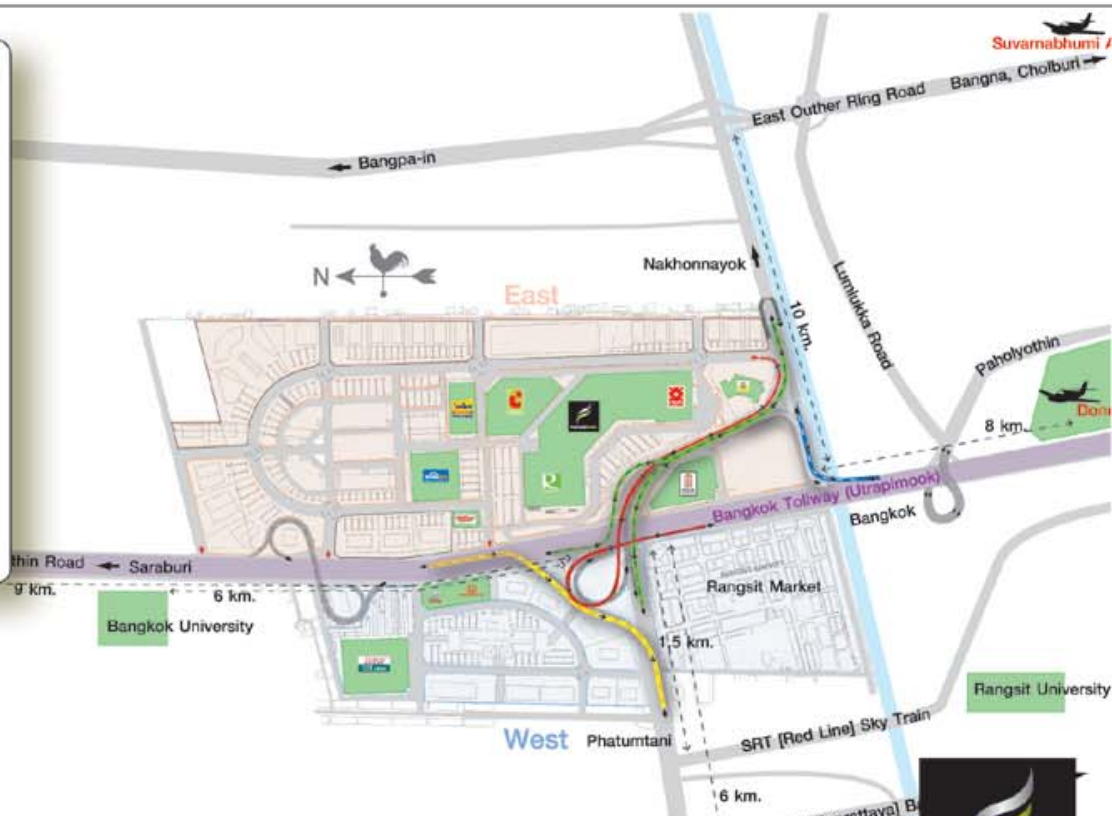 Suvarnabhumi A
Bangna, Cholburi
East Outher Ring Road
Bangpa-in
Nakhonnayok
N
East
10 km.
Lumlukka Road
Paholyothin
Don
8 km.
Bangkok Tollway (Utrapimook)
Bangkok
thin Road
Saraburi
9 km.
6 km.
Bangkok University
Rangsit Market
1.5 km.
Rangsit University
West
Phatumtani
SRT [Red Line] Sky Train
6 km.